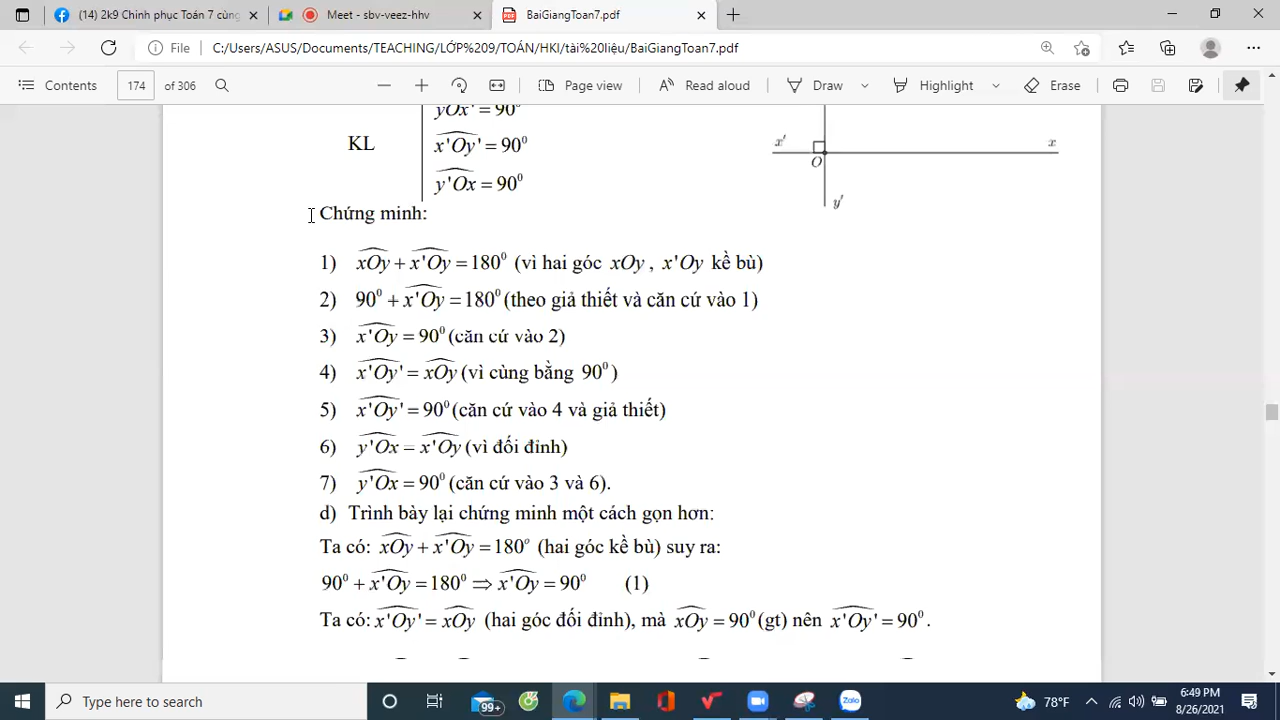 (14) 2k9 Chinh phục Toán 7 cùng
Meet - sbv-veez-hhv
BaiGiangToan7.pdf
File
C:/Users/ASUS/Documents/TEACHING/LỚP%209/TOÁN/HKI/tài%20liệu/BaiGiangToan7.pdf
Contents
174
of 306
Page view
Read aloud
Draw
Highlight
Erase
yOx' = 90⁰
KL
x'Oy' = 90⁰
y'Ox = 90⁰
x'
x
O
y'
Chứng minh:
1) xOy + x'Oy = 180⁰ (vì hai góc xOy , x'Oy kề bù)
2) 90⁰ + x'Oy = 180⁰ (theo giả thiết và căn cứ vào 1)
3) x'Oy = 90⁰ (căn cứ vào 2)
4) x'Oy' = xOy (vì cùng bằng 90⁰ )
5) x'Oy' = 90⁰ (căn cứ vào 4 và giả thiết)
6) y'Ox = x'Oy (vì đối đỉnh)
7) y'Ox = 90⁰ (căn cứ vào 3 và 6).
d) Trình bày lại chứng minh một cách gọn hơn:
Ta có: xOy + x'Oy = 180° (hai góc kề bù) suy ra:
90⁰ + x'Oy = 180⁰ ⇒ x'Oy = 90⁰ (1)
Ta có: x'Oy' = xOy (hai góc đối đỉnh), mà xOy = 90⁰ (gt) nên x'Oy' = 90⁰.
Type here to search
99+
Zalo
78°F
6:49 PM
8/26/2021